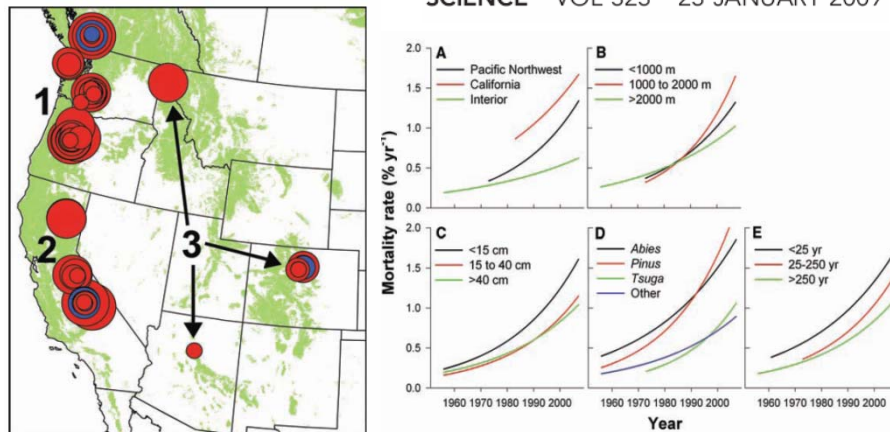 SCIENCE VOL 323 23 JANUARY 2009
1
2
3
Mortality rate (% yr⁻¹)
Year
A
Pacific Northwest
California
Interior
2.0
1.5
1.0
0.5
0.0
B
<1000 m
1000 to 2000 m
>2000 m
C
<15 cm
15 to 40 cm
>40 cm
2.0
1.5
1.0
0.5
0.0
1960 1970 1980 1990 2000
D
Abies
Pinus
Tsuga
Other
1960 1970 1980 1990 2000
E
<25 yr
25-250 yr
>250 yr
1960 1970 1980 1990 2000